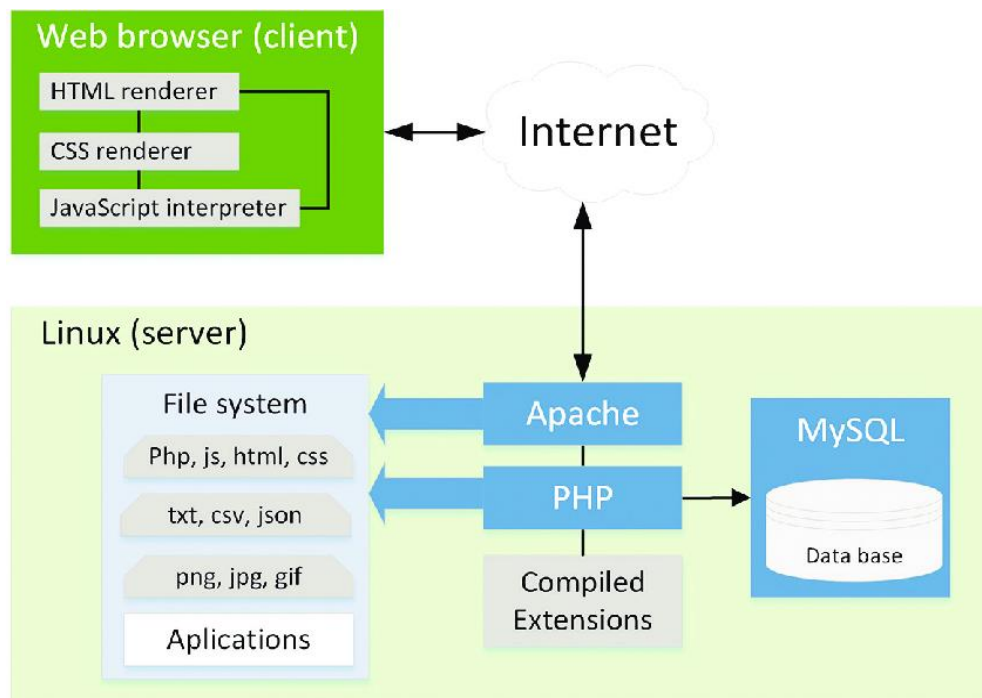 Web browser (client)
HTML renderer
CSS renderer
JavaScript interpreter
Internet
Linux (server)
File system
Php, js, html, css
txt, csv, json
png, jpg, gif
Aplications
Apache
PHP
Compiled
Extensions
MySQL
Data base